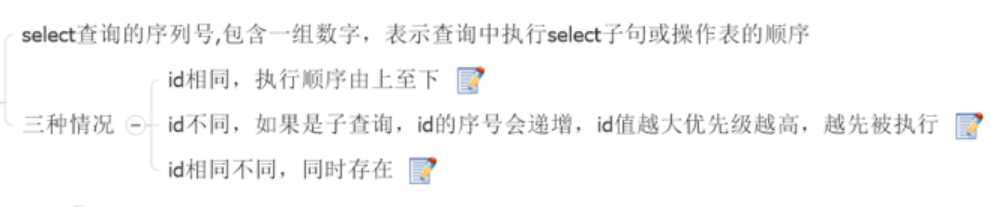 select查询的序列号,包含一组数字，表示查询中执行select子句或操作表的顺序
id相同，执行顺序由上至下
三种情况
id不同，如果是子查询，id的序号会递增，id值越大优先级越高，越先被执行
id相同不同，同时存在